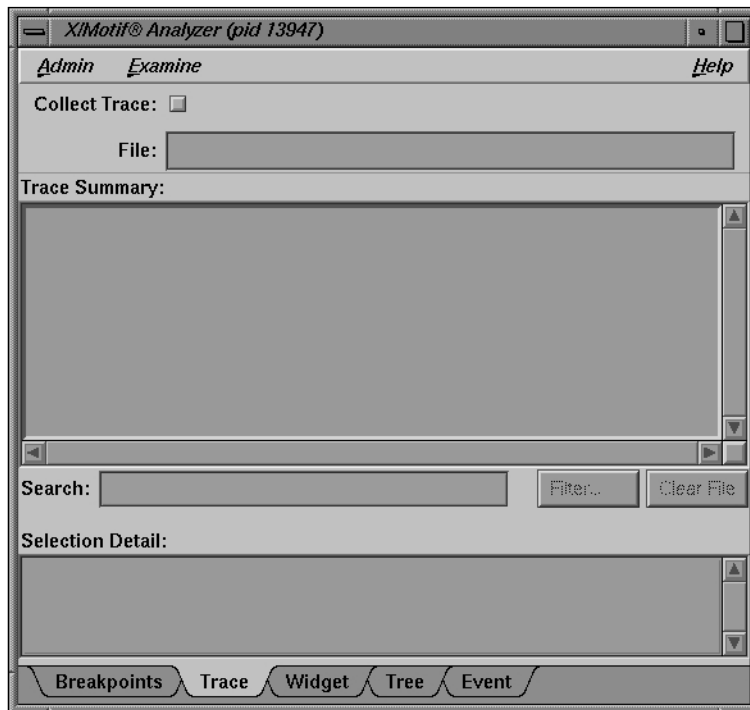 X/Motif® Analyzer (pid 13947)
Admin Examine Help
Collect Trace:
File:
Trace Summary:
Search: Filter... Clear File
Selection Detail:
Breakpoints Trace Widget Tree Event